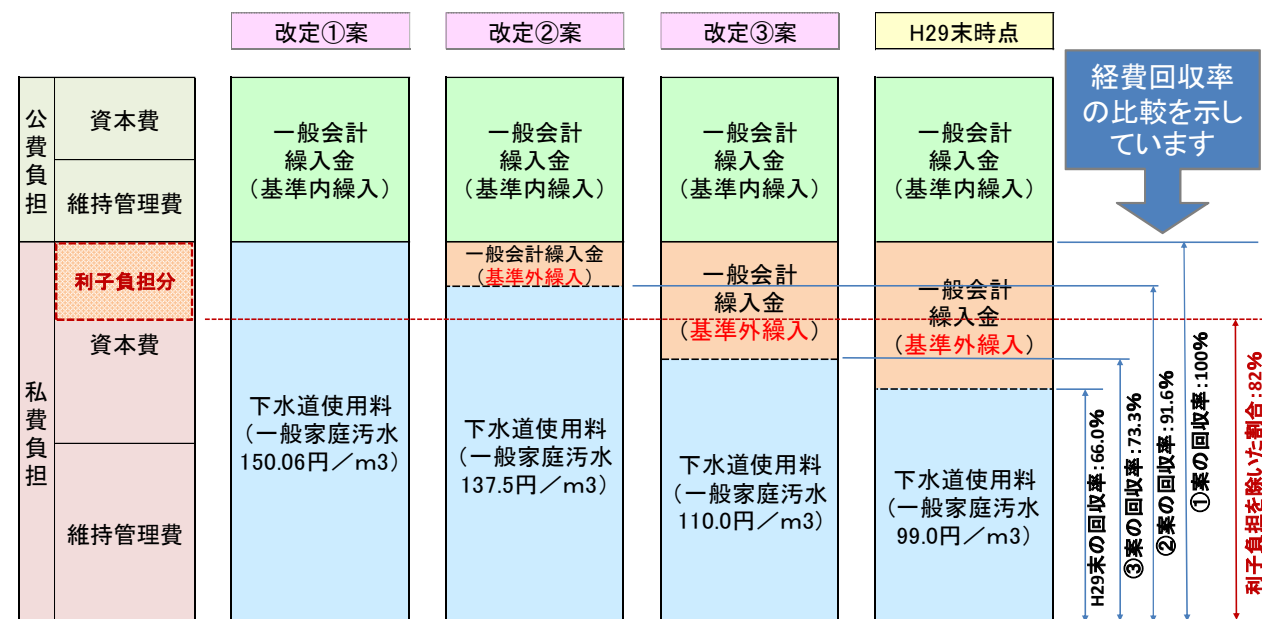 改定①案
改定②案
改定③案
H29末時点
経費回収率
の比較を示し
ています
公費負担
資本費
維持管理費
私費負担
利子負担分
資本費
維持管理費
一般会計
繰入金
（基準内繰入）
下水道使用料
（一般家庭汚水
150.06円／m3）
一般会計
繰入金
（基準内繰入）
一般会計繰入金
（基準外繰入）
下水道使用料
（一般家庭汚水
137.5円／m3）
一般会計
繰入金
（基準内繰入）
一般会計
繰入金
（基準外繰入）
下水道使用料
（一般家庭汚水
110.0円／m3）
一般会計
繰入金
（基準内繰入）
一般会計
繰入金
（基準外繰入）
下水道使用料
（一般家庭汚水
99.0円／m3）
H29末の回収率：66.0%
③案の回収率：73.3%
②案の回収率：91.6%
①案の回収率：100%
利子負担を除いた割合：82%